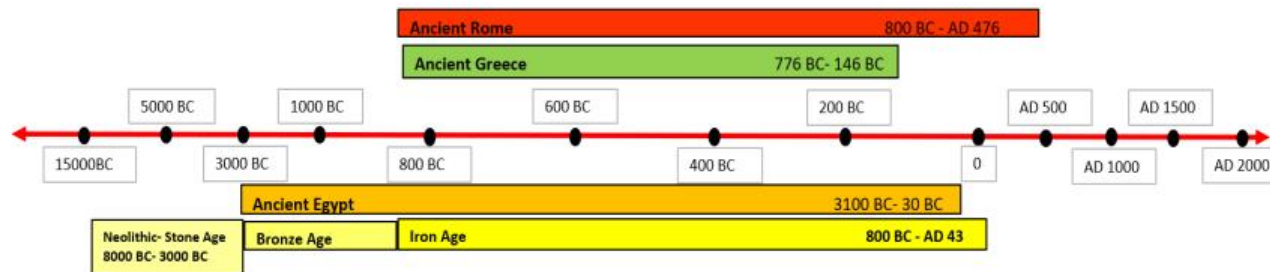 Ancient Rome 800 BC - AD 476
Ancient Greece 776 BC- 146 BC
5000 BC 1000 BC 600 BC 200 BC AD 500 AD 1500
15000BC 3000 BC 800 BC 400 BC 0 AD 1000 AD 2000
Ancient Egypt 3100 BC- 30 BC
Neolithic- Stone Age
8000 BC- 3000 BC
Bronze Age
Iron Age 800 BC - AD 43